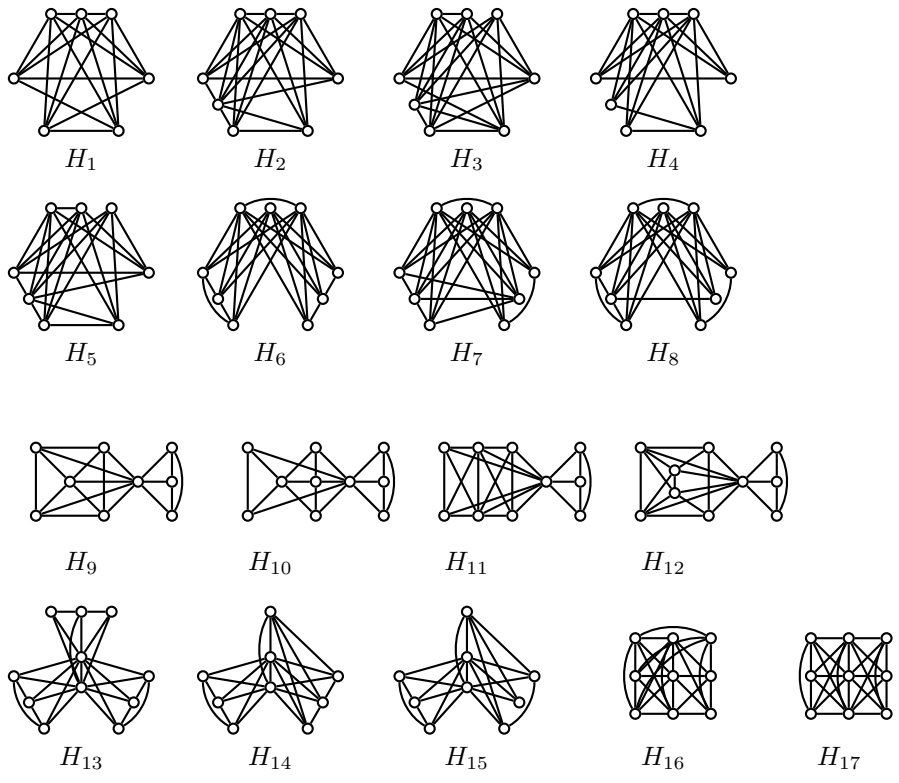 H₁ H₂ H₃ H₄
H₅ H₆ H₇ H₈
H₉ H₁₀ H₁₁ H₁₂
H₁₃ H₁₄ H₁₅ H₁₆ H₁₇